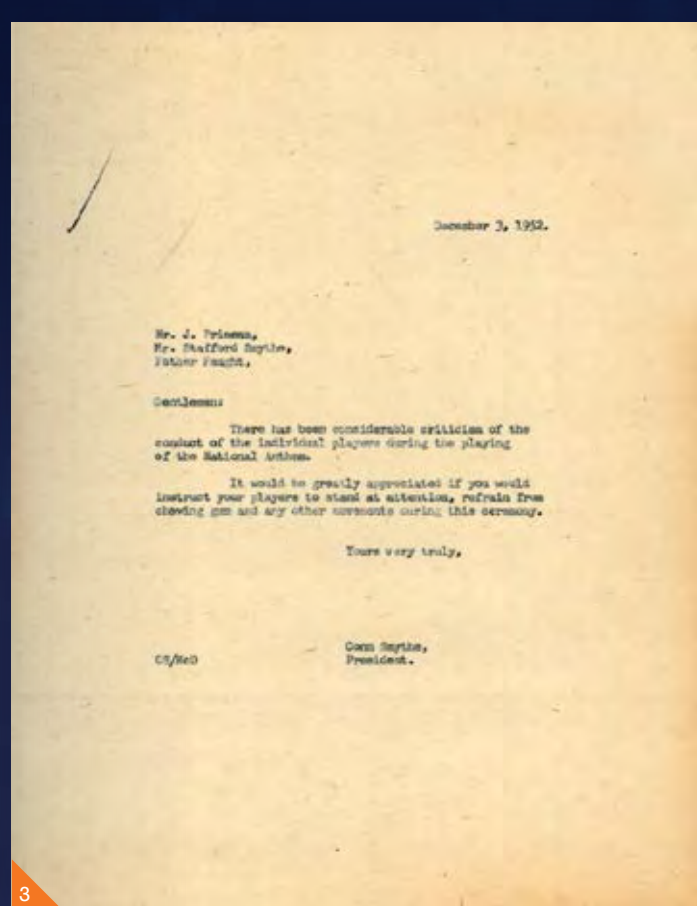 December 3, 1952.
Mr. J. Primeau,
Mr. Stafford Smythe,
Father Faught,
Gentlemen:
There has been considerable criticism of the
conduct of the individual players during the playing
of the National Anthem.
It would be greatly appreciated if you would
instruct your players to stand at attention, refrain from
chewing gum and any other movements during this ceremony.
Yours very truly,
Conn Smythe,
CS/McD President.
3